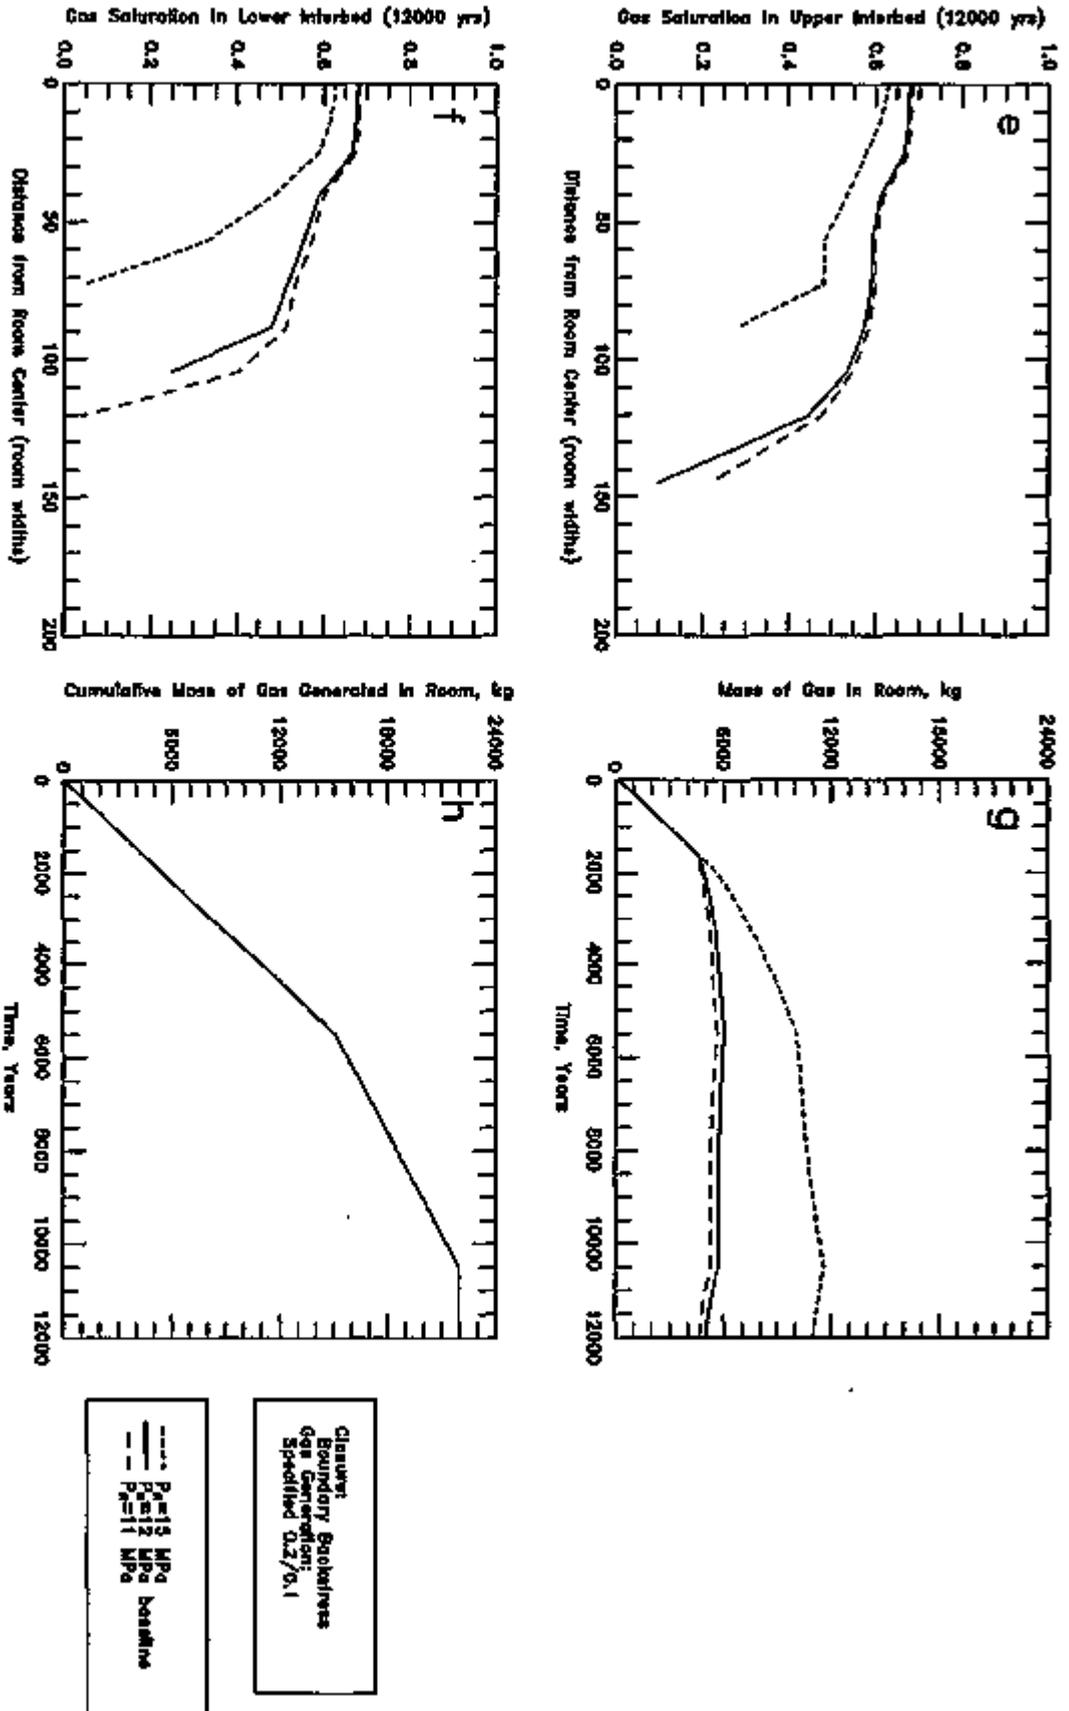 e
Gas Saturation in Upper Interbed (12000 yrs)
1.0
0.8
0.6
0.4
0.2
0.0
0
50
100
150
200
Distance from Room Center (room widths)
g
Mass of Gas in Room, kg
24000
18000
12000
6000
0
0
2000
4000
6000
8000
10000
12000
Time, Years
f
Gas Saturation in Lower Interbed (12000 yrs)
1.0
0.8
0.6
0.4
0.2
0.0
0
50
100
150
200
Distance from Room Center (room widths)
h
Cumulative Mass of Gas Generated in Room, kg
24000
18000
12000
6000
0
0
2000
4000
6000
8000
10000
12000
Time, Years
Closure:
Boundary Backstress
Gas Generation:
Specified 0.2/0.1
=15 MPa
=12 MPa baseline
=11 MPa